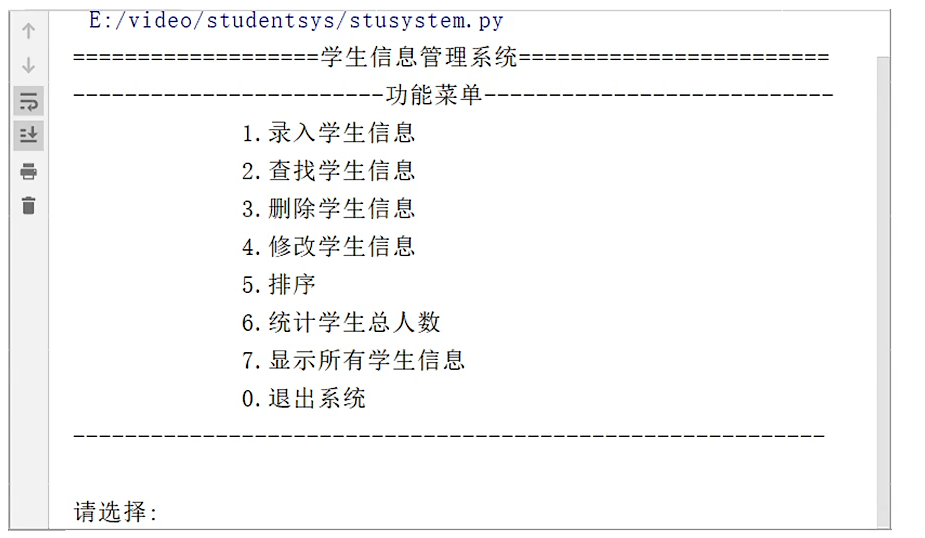 E:/video/studentsys/stusystem.py
===================学生信息管理系统========================
------------------------功能菜单---------------------------
1.录入学生信息
2.查找学生信息
3.删除学生信息
4.修改学生信息
5.排序
6.统计学生总人数
7.显示所有学生信息
0.退出系统
----------------------------------------------------------
请选择: